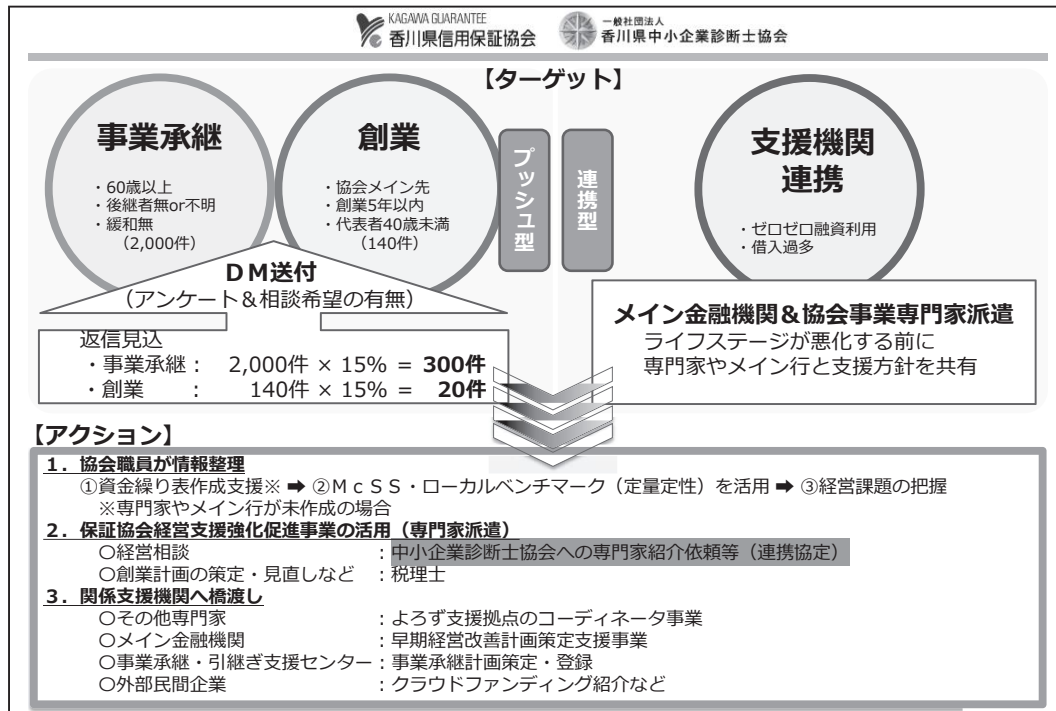 KAGAWA GUARANTEE
香川県信用保証協会
一般社団法人
香川県中小企業診断士協会
【ターゲット】
事業承継
・60歳以上
・後継者無or不明
・緩和無
(2,000件)
創業
・協会メイン先
・創業5年以内
・代表者40歳未満
(140件)
プッシュ型
連携型
支援機関
連携
・ゼロゼロ融資利用
・借入過多
DM送付
(アンケート&相談希望の有無)
返信見込
・事業承継: 2,000件 × 15% = 300件
・創業 : 140件 × 15% = 20件
メイン金融機関&協会事業専門家派遣
ライフステージが悪化する前に
専門家やメイン行と支援方針を共有
【アクション】
1.協会職員が情報整理
①資金繰り表作成支援※ ➡ ②McSS・ローカルベンチマーク(定量定性)を活用 ➡ ③経営課題の把握
※専門家やメイン行が未作成の場合
2.保証協会経営支援強化促進事業の活用(専門家派遣)
○経営相談 :中小企業診断士協会への専門家紹介依頼等(連携協定)
○創業計画の策定・見直しなど :税理士
3.関係支援機関へ橋渡し
○その他専門家 :よろず支援拠点のコーディネータ事業
○メイン金融機関 :早期経営改善計画策定支援事業
○事業承継・引継ぎ支援センター:事業承継計画策定・登録
○外部民間企業 :クラウドファンディング紹介など